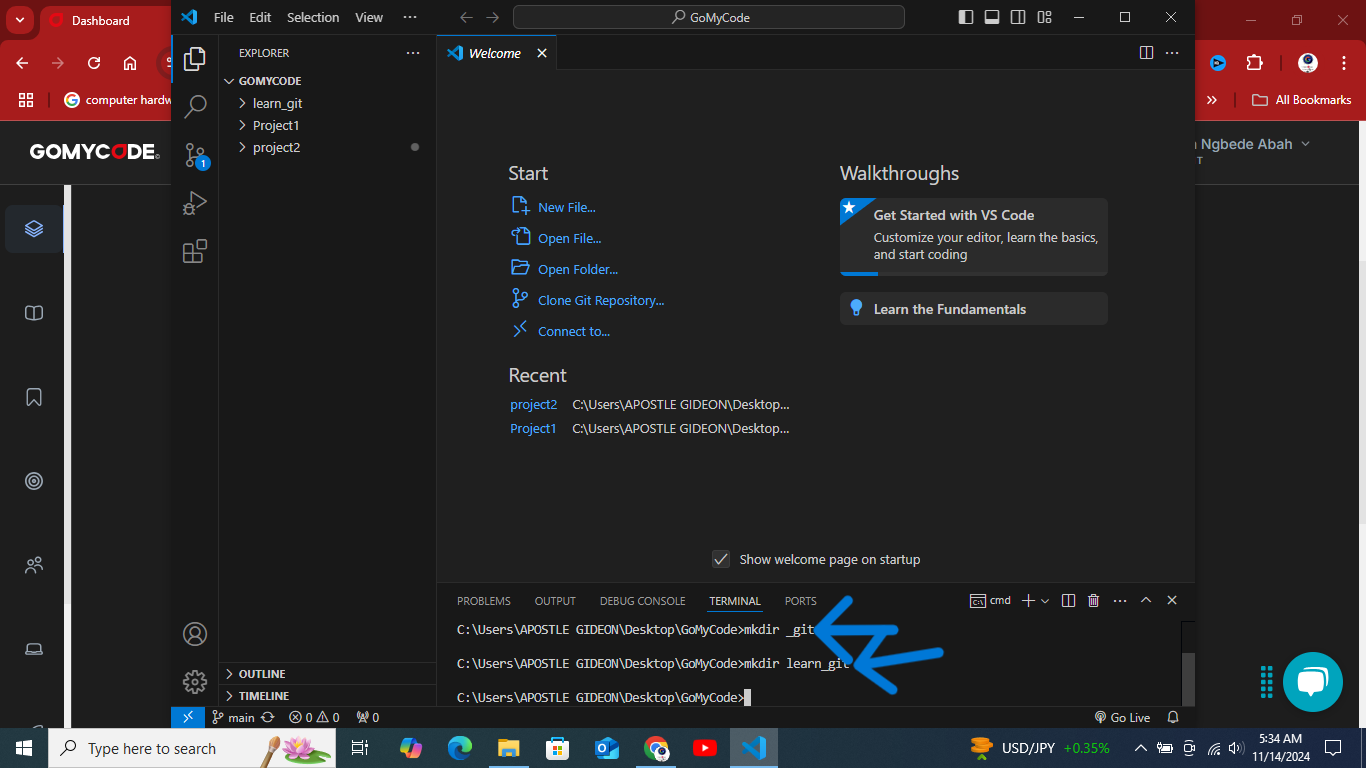 Dashboard
computer hardw
All Bookmarks
GOMYCODE
Ngbede Abah
T
File Edit Selection View ···
GoMyCode
EXPLORER
GOMYCODE
learn_git
Project1
project2
1
Welcome
Start
New File...
Open File...
Open Folder...
Clone Git Repository...
Connect to...
Recent
project2 C:\Users\APOSTLE GIDEON\Desktop...
Project1 C:\Users\APOSTLE GIDEON\Desktop...
Walkthroughs
Get Started with VS Code
Customize your editor, learn the basics,
and start coding
Learn the Fundamentals
Show welcome page on startup
PROBLEMS OUTPUT DEBUG CONSOLE TERMINAL PORTS
cmd
C:\Users\APOSTLE GIDEON\Desktop\GoMyCode>mkdir _git
C:\Users\APOSTLE GIDEON\Desktop\GoMyCode>mkdir learn_git
C:\Users\APOSTLE GIDEON\Desktop\GoMyCode>
OUTLINE
TIMELINE
main 0 0 0
Go Live
Type here to search
USD/JPY +0.35%
5:34 AM
11/14/2024